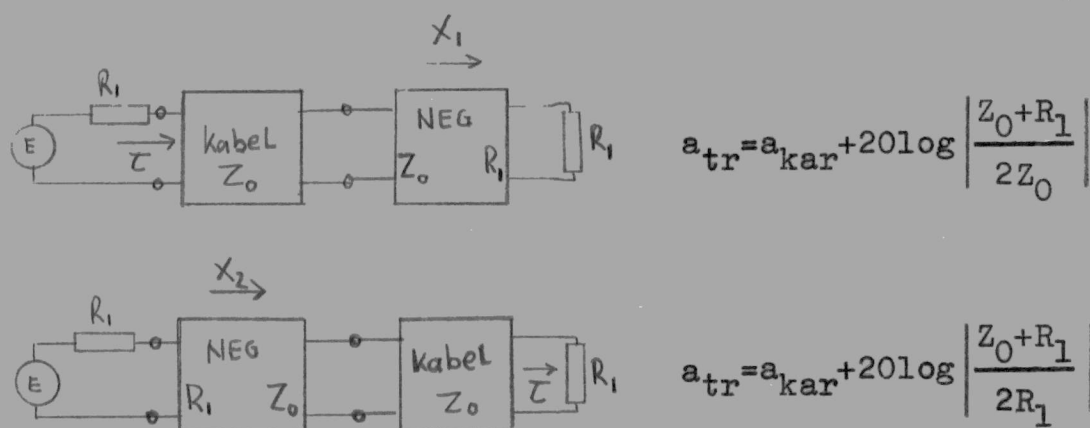 X₁
R₁
E
τ
Kabel
Z₀
NEG
Z₀ R₁
R₁
a_tr=a_kar+20log |(Z₀+R₁)/(2Z₀)|
X₂
R₁
E
NEG
R₁ Z₀
Kabel
Z₀
τ
R₁
a_tr=a_kar+20log |(Z₀+R₁)/(2R₁)|